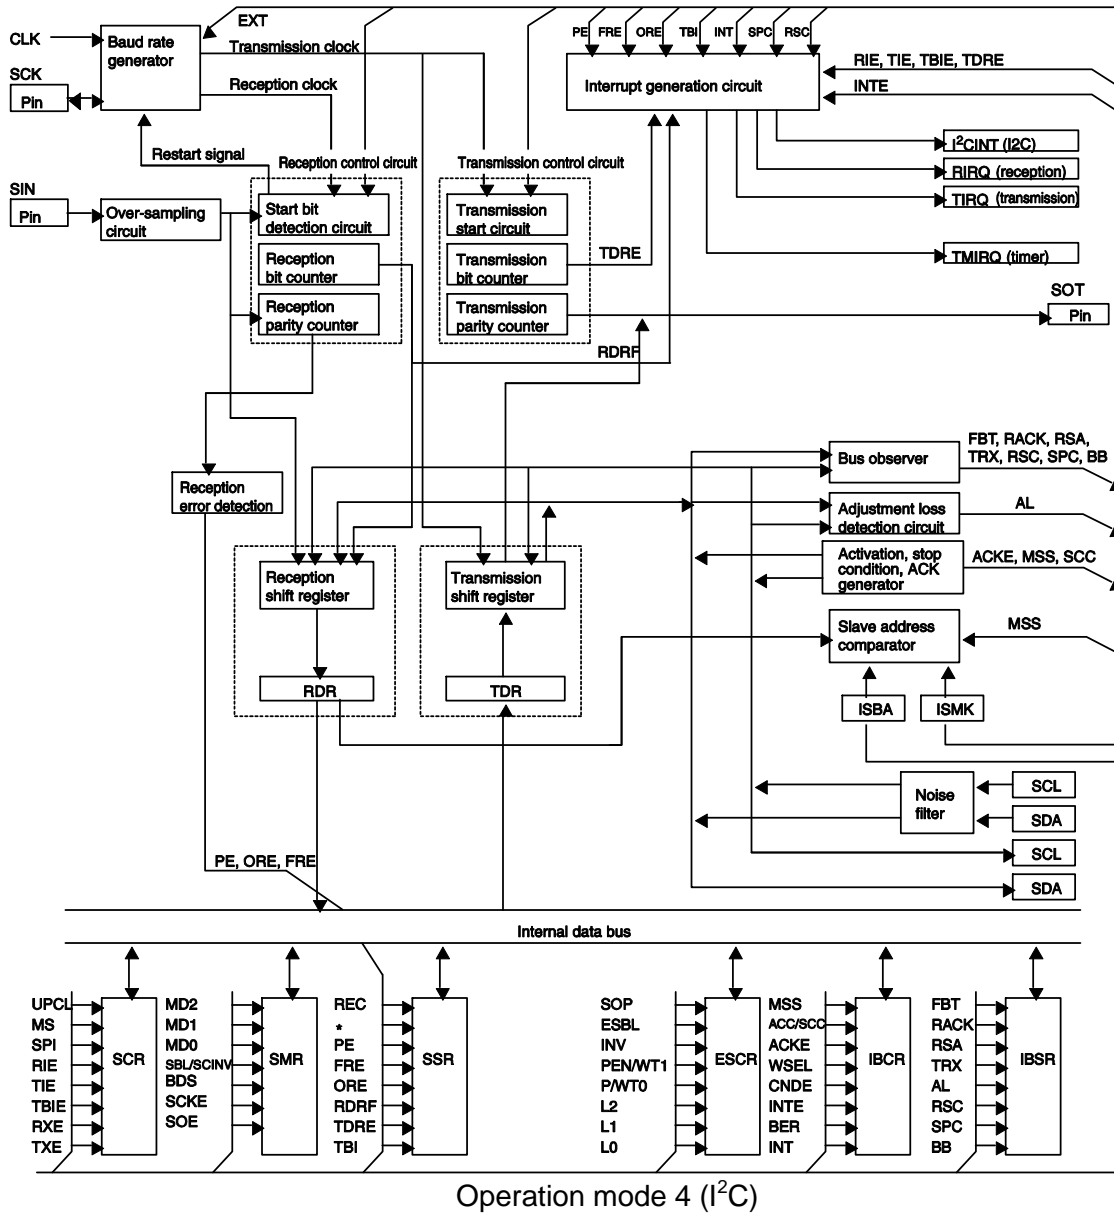 EXT
PE FRE ORE TBI INT SPC RSC
CLK
Baud rate
generator
Transmission clock
Reception clock
SCK
Pin
Interrupt generation circuit
RIE, TIE, TBIE, TDRE
INTE
Restart signal
Reception control circuit
Transmission control circuit
I²CINT (I2C)
RIRQ (reception)
TIRQ (transmission)
TMIRQ (timer)
SIN
Pin
Over-sampling
circuit
Start bit
detection circuit
Reception
bit counter
Reception
parity counter
Transmission
start circuit
Transmission
bit counter
Transmission
parity counter
TDRE
RDRF
SOT
Pin
Reception
error detection
Bus observer
FBT, RACK, RSA,
TRX, RSC, SPC, BB
Adjustment loss
detection circuit
AL
Activation, stop
condition, ACK
generator
ACKE, MSS, SCC
Reception
shift register
Transmission
shift register
Slave address
comparator
MSS
RDR
TDR
ISBA
ISMK
Noise
filter
SCL
SDA
SCL
SDA
PE, ORE, FRE
Internal data bus
UPCL
MS
SPI
RIE
TIE
TBIE
RXE
TXE
SCR
MD2
MD1
MD0
SBL/SCINV
BDS
SCKE
SOE
SMR
REC
*
PE
FRE
ORE
RDRF
TDRE
TBI
SSR
SOP
ESBL
INV
PEN/WT1
P/WT0
L2
L1
L0
ESCR
MSS
ACC/SCC
ACKE
WSEL
CNDE
INTE
BER
INT
IBCR
FBT
RACK
RSA
TRX
AL
RSC
SPC
BB
IBSR
Operation mode 4 (I²C)